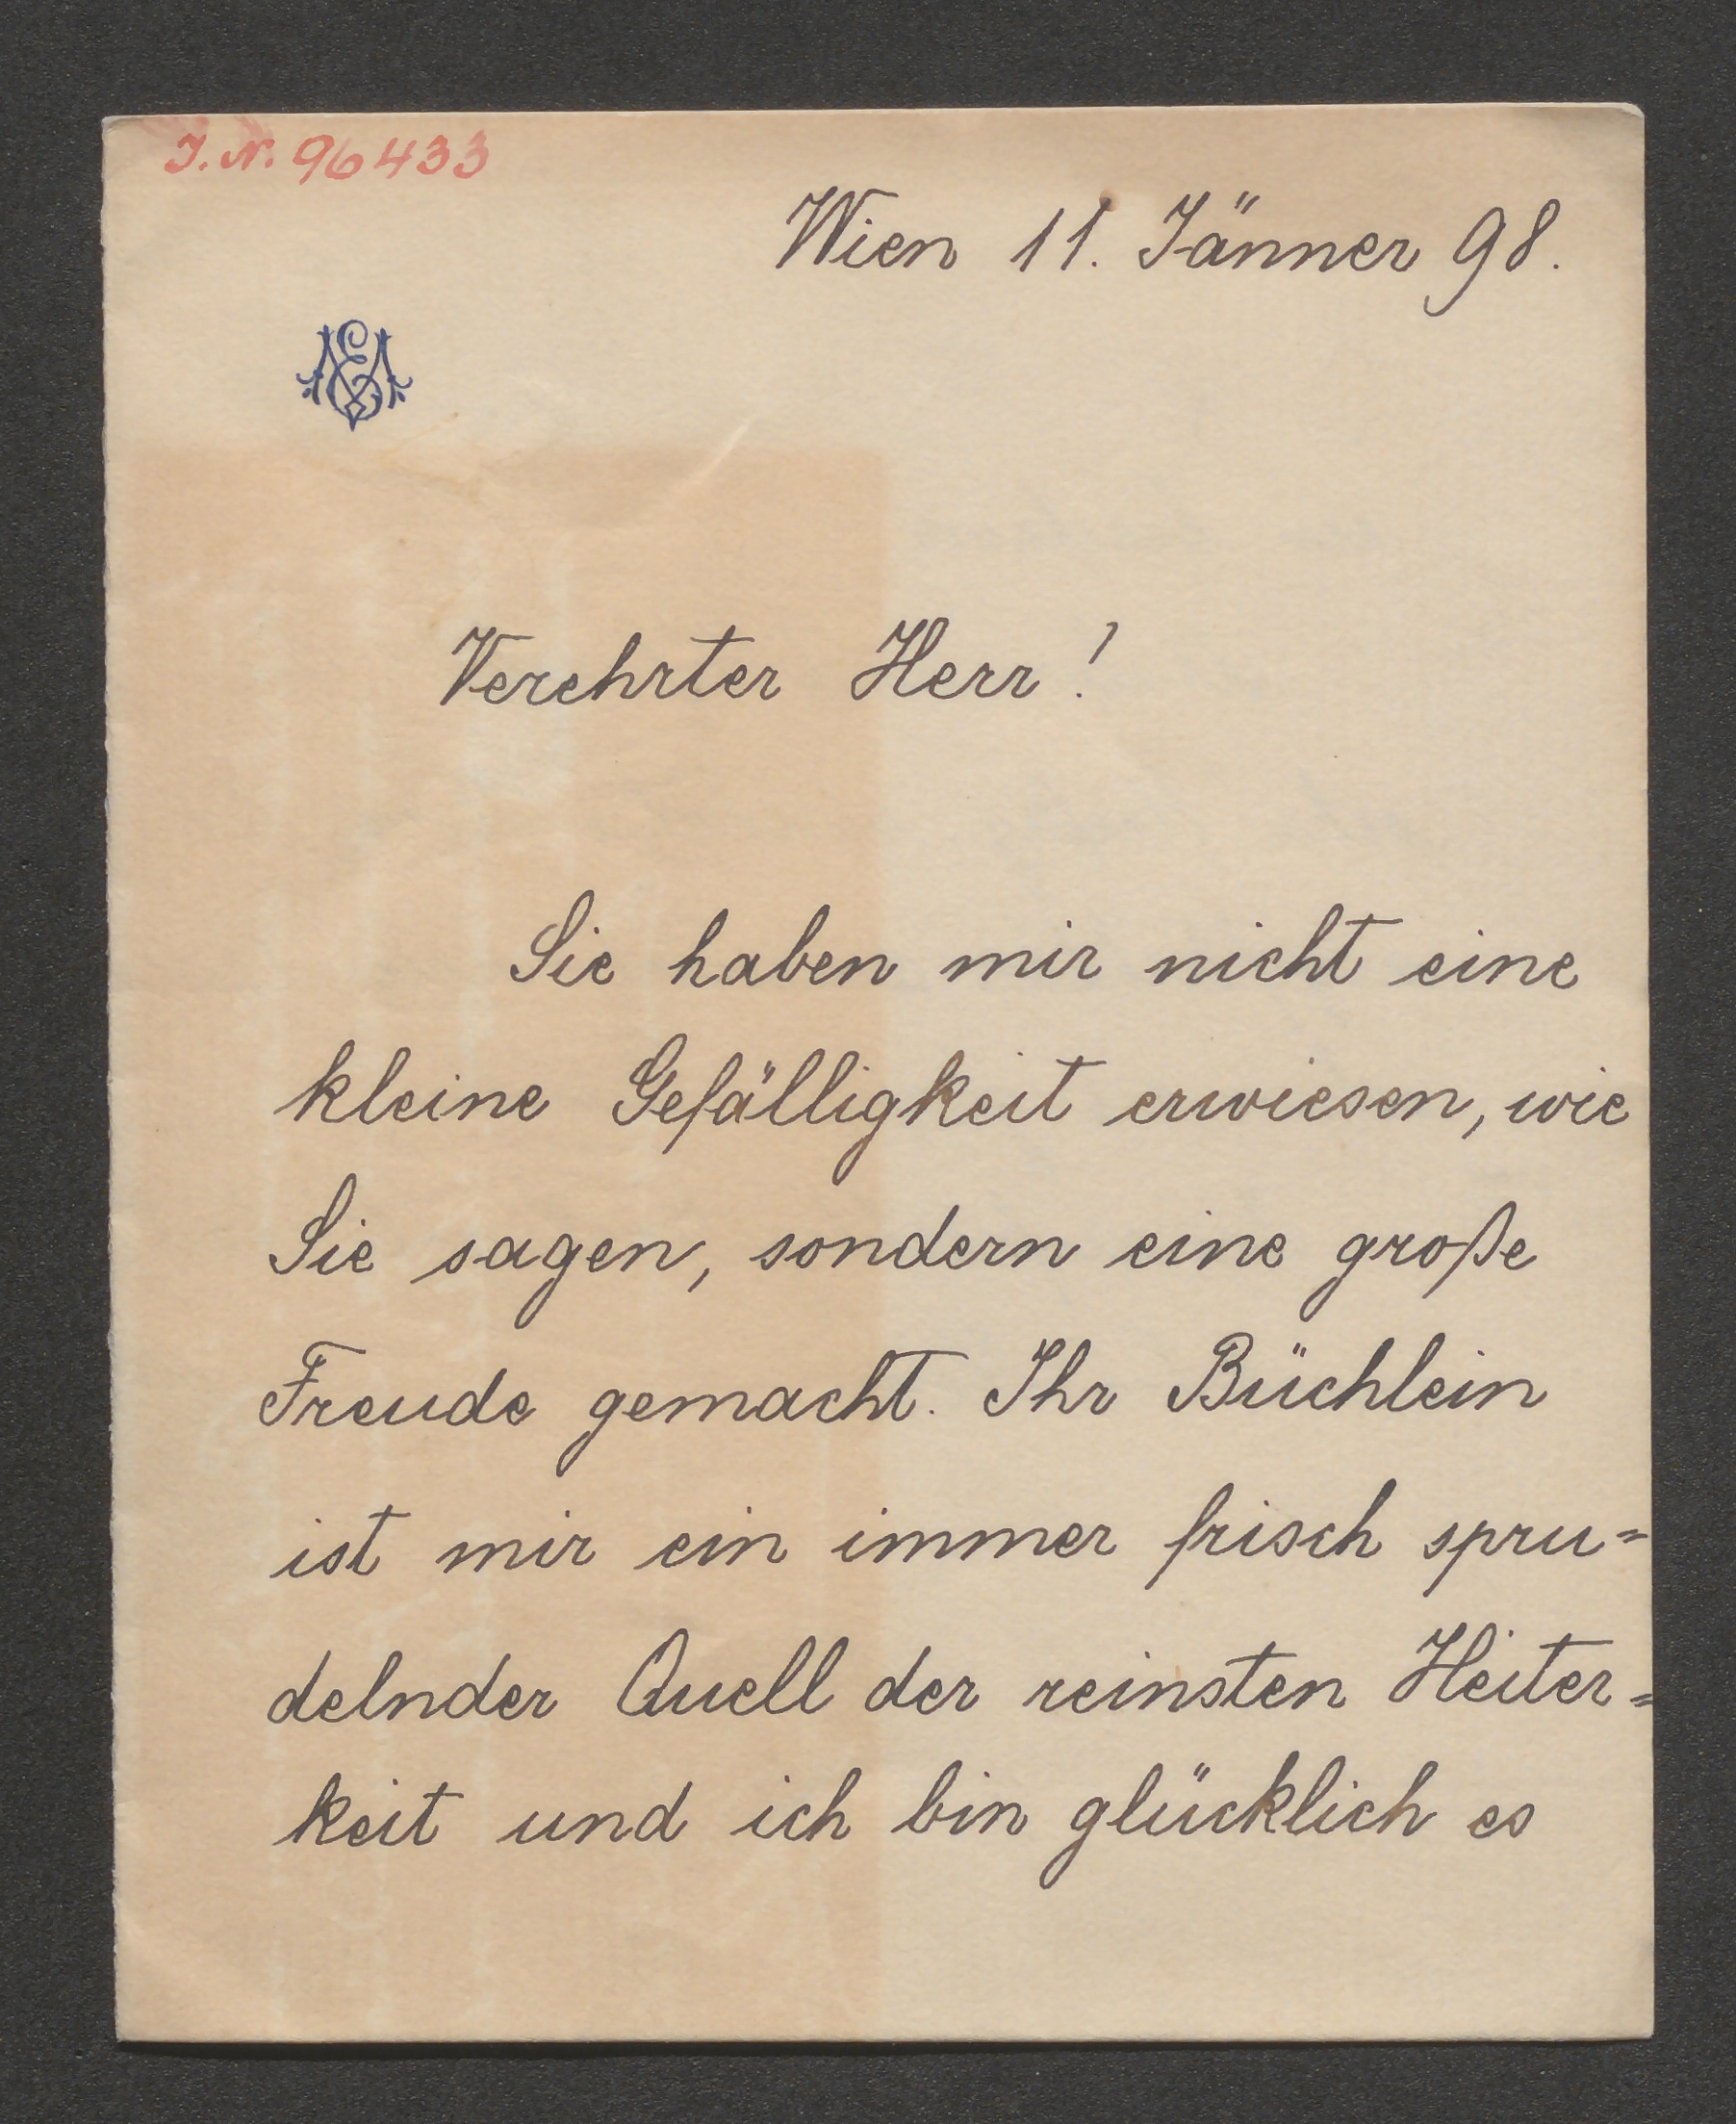 J. N. 96433
Wien 11. Jänner 98.
Verehrter Herr!
Sie haben mir nicht eine
kleine Gefälligkeit erwiesen, wie
Sie sagen, sondern eine große
Freude gemacht. Ihr Büchlein
ist mir ein immer frisch spru=
delnder Quell der reinsten Heiter=
keit und ich bin glücklich es